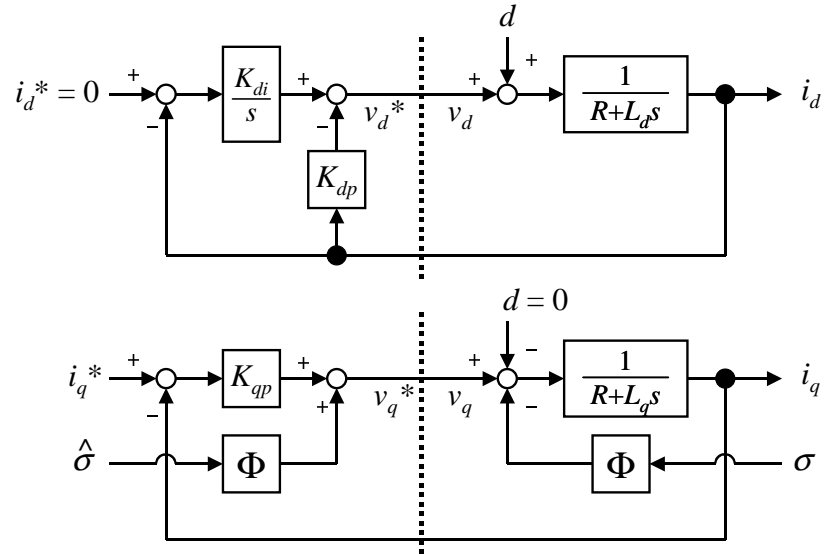 d
i_d* = 0
+
−
K_di
s
+
−
v_d*
v_d
+
+
1
R+L_d s
i_d
K_dp
d = 0
i_q*
+
−
K_qp
+
+
v_q*
v_q
+
−
−
1
R+L_q s
i_q
σ̂
Φ
Φ
σ